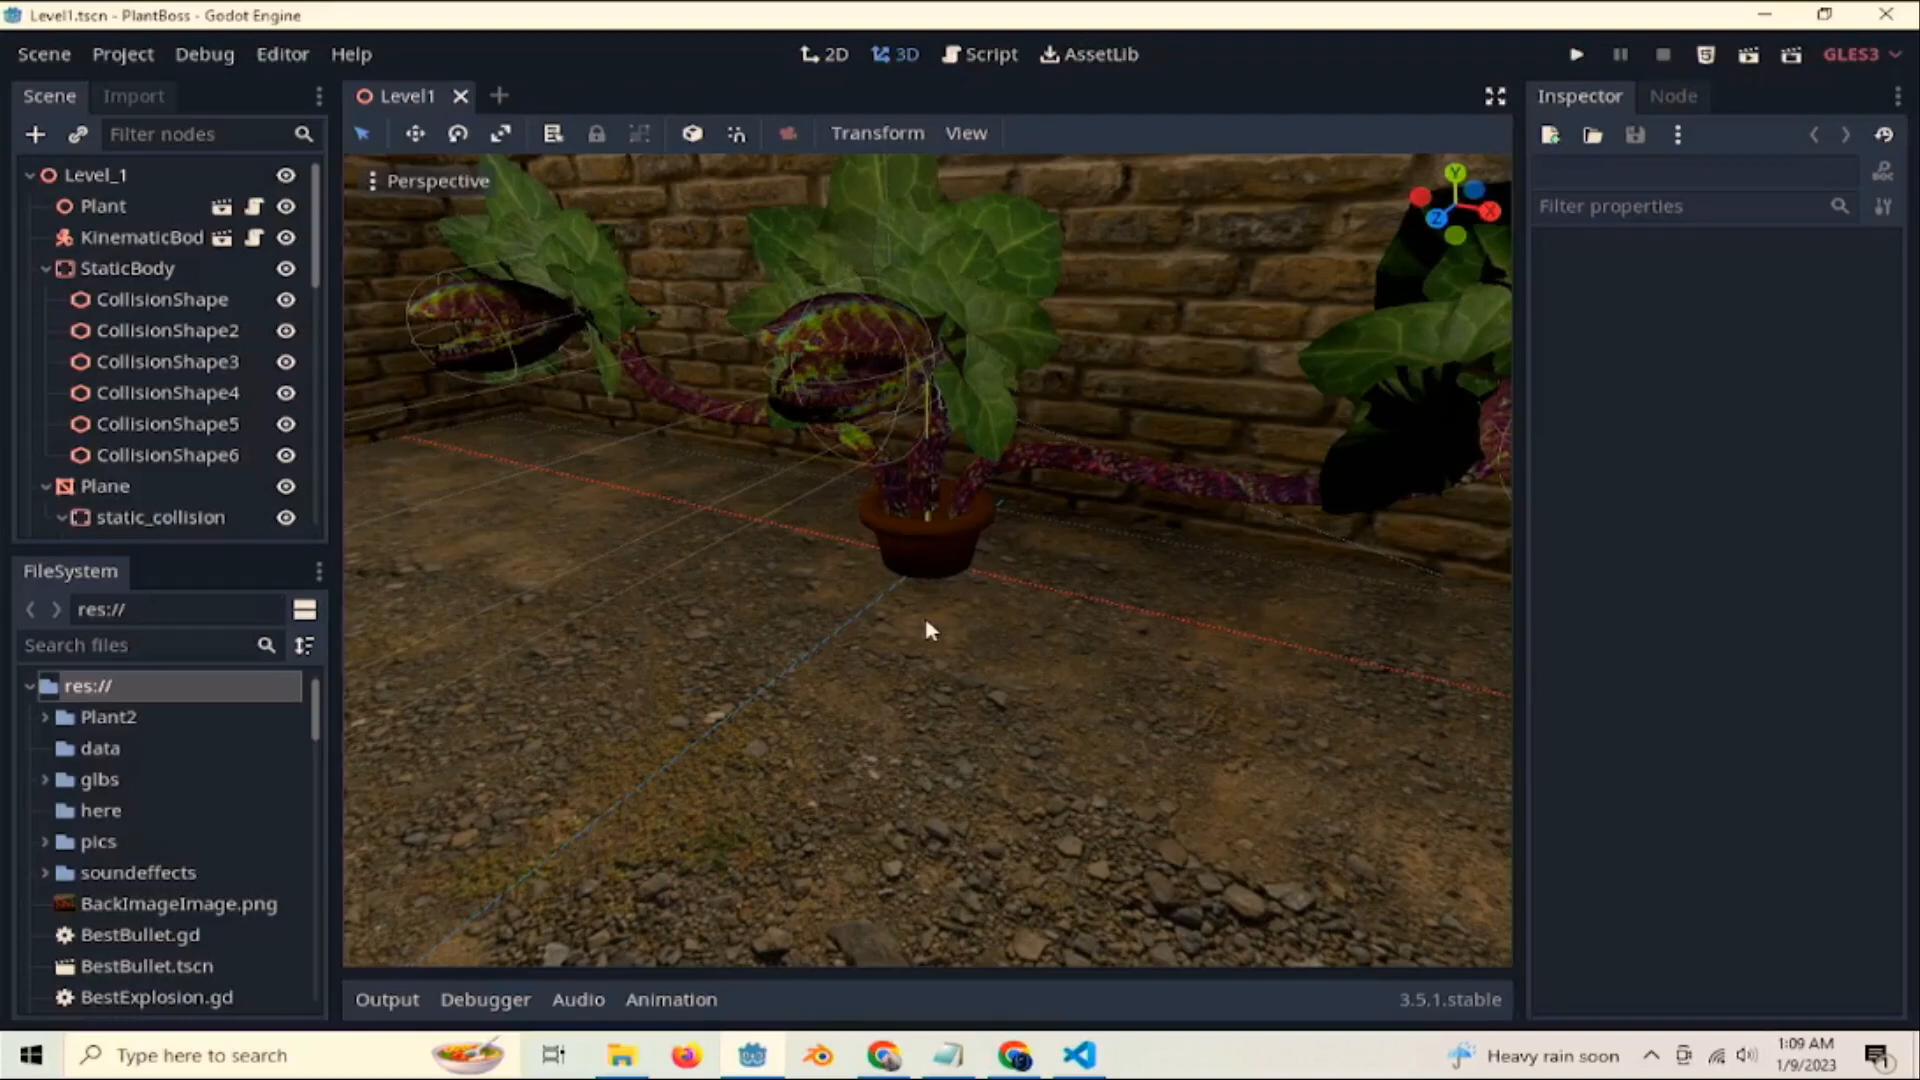 Level1.tscn - PlantBoss - Godot Engine
Scene Project Debug Editor Help
2D 3D Script AssetLib
GLES3
Scene Import
Filter nodes
Level_1
Plant
KinematicBod
StaticBody
CollisionShape
CollisionShape2
CollisionShape3
CollisionShape4
CollisionShape5
CollisionShape6
Plane
static_collision
FileSystem
res://
Search files
res://
Plant2
data
glbs
here
pics
soundeffects
BackImageImage.png
BestBullet.gd
BestBullet.tscn
BestExplosion.gd
Level1
Transform View
Perspective
Y
X
Z
Output Debugger Audio Animation 3.5.1.stable
Inspector Node
DOC
Filter properties
Type here to search
Heavy rain soon
1:09 AM
1/9/2023
1